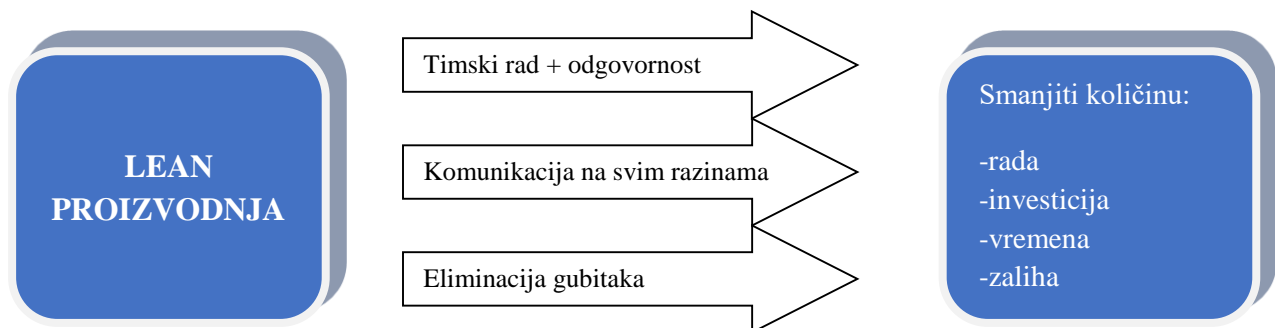 LEAN
PROIZVODNJA
Timski rad + odgovornost
Komunikacija na svim razinama
Eliminacija gubitaka
Smanjiti količinu:
-rada
-investicija
-vremena
-zaliha